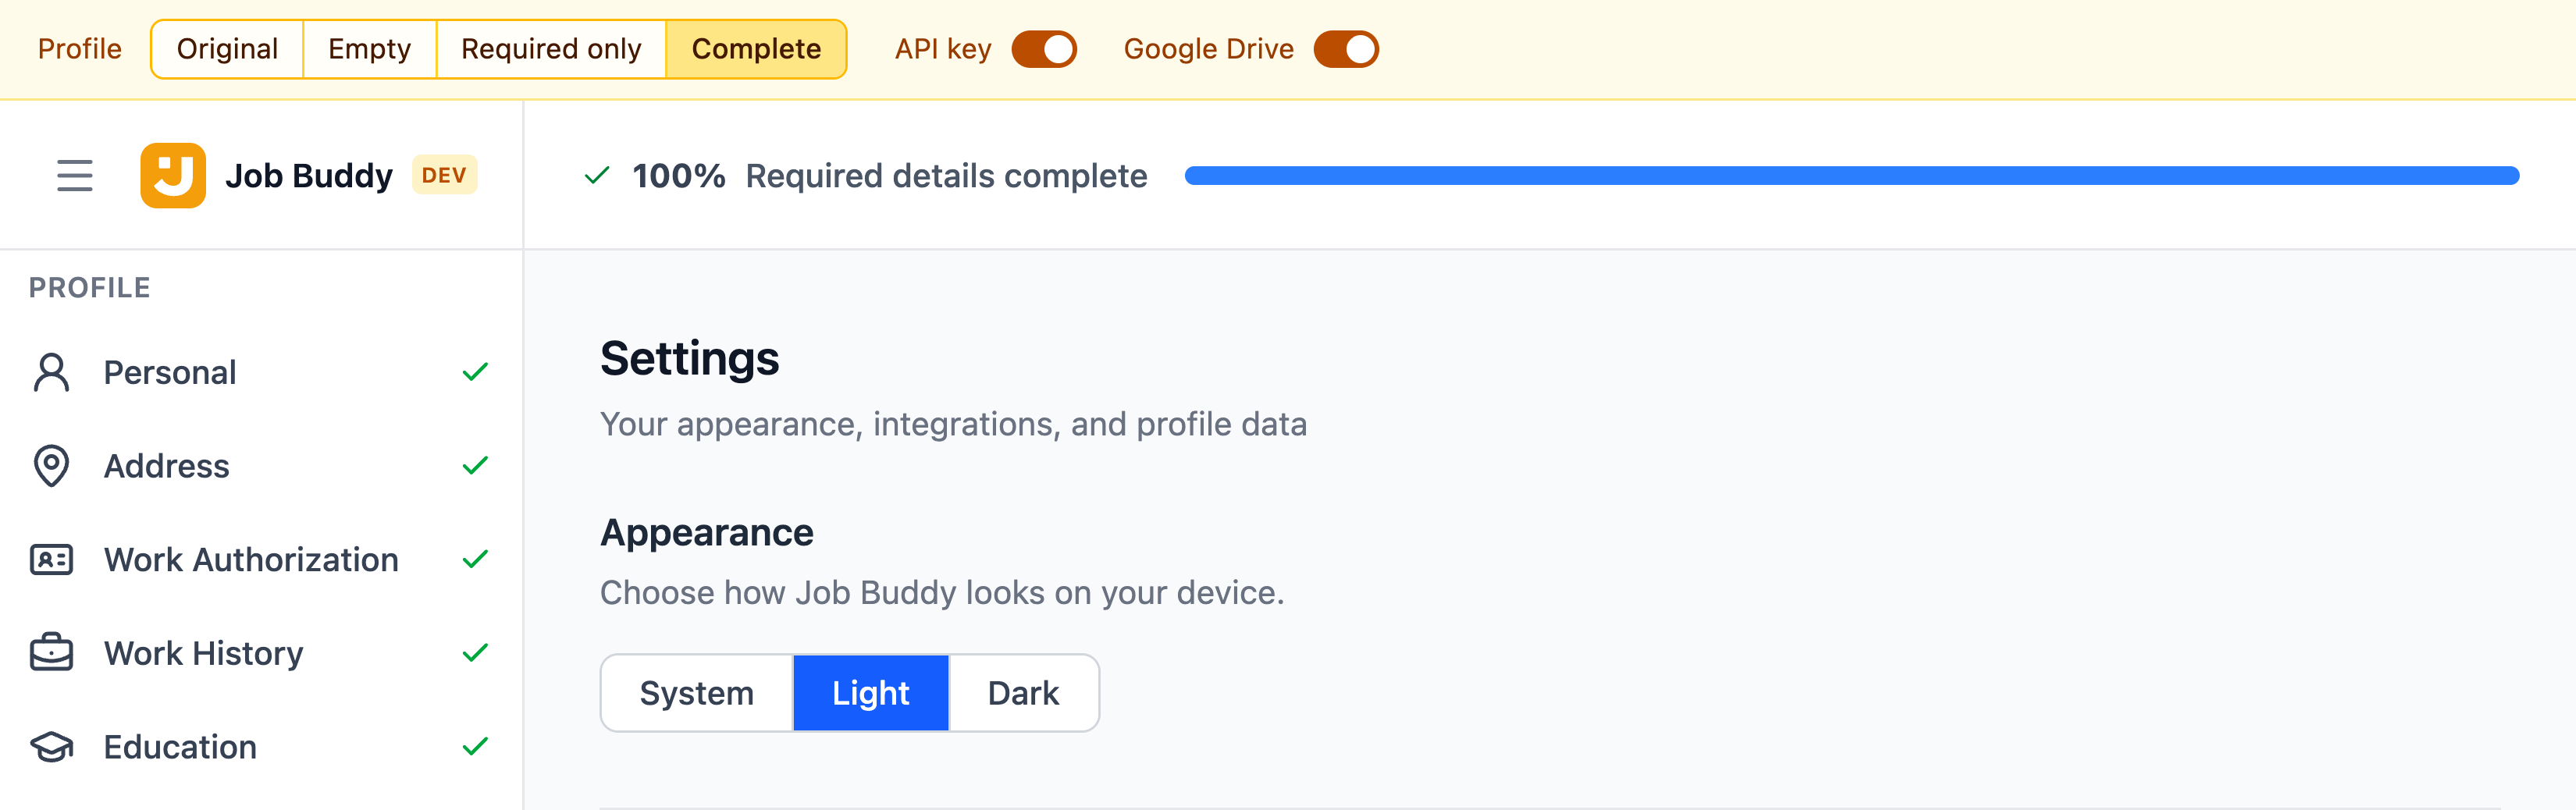 Profile Original Empty Required only Complete API key Google Drive
Job Buddy DEV
100% Required details complete
PROFILE
Personal
Address
Work Authorization
Work History
Education
Settings
Your appearance, integrations, and profile data
Appearance
Choose how Job Buddy looks on your device.
System Light Dark